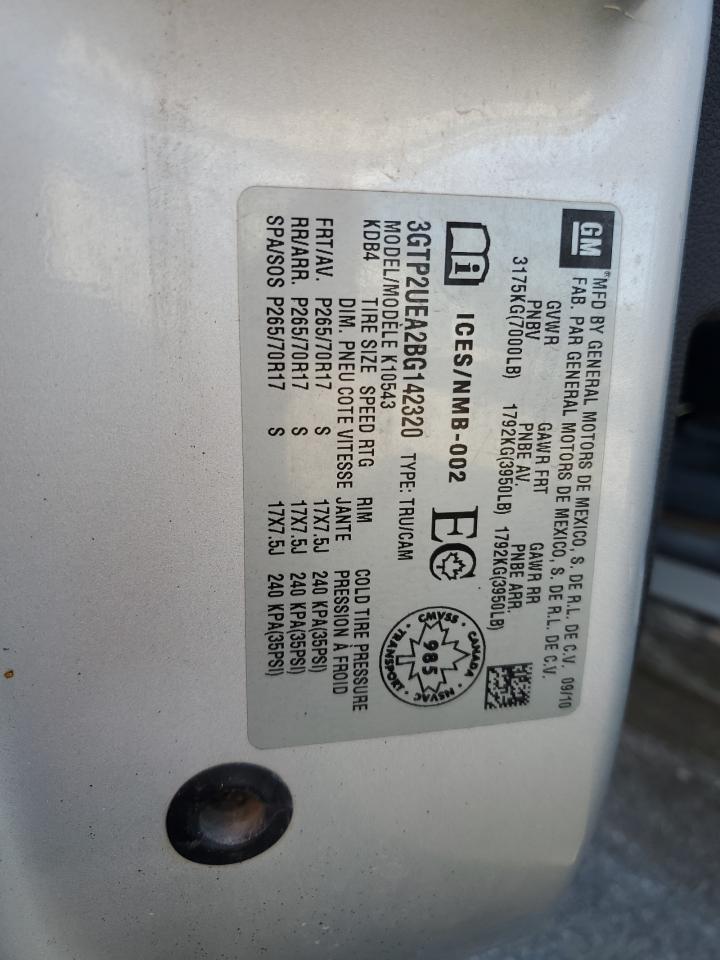 GM
® MFD BY GENERAL MOTORS DE MEXICO, S. DE R.L. DE C.V. 09/10
FAB. PAR GENERAL MOTORS DE MEXICO, S. DE R.L. DE C.V.
GVWR GAWR FRT GAWR RR
PNBV PNBE AV. PNBE ARR.
3175KG(7000LB) 1792KG(3950LB) 1792KG(3950LB)
i ICES/NMB-002 EC
CANADA · NSVAC · TRANSPORT · CMVSS ·
985
3GTP2UEA2BG142320 TYPE: TRU/CAM
MODEL/MODÈLE K10543
KDB4 TIRE SIZE SPEED RTG RIM COLD TIRE PRESSURE
DIM. PNEU COTE VITESSE JANTE PRESSION À FROID
FRT/AV. P265/70R17 S 17X7.5J 240 KPA(35PSI)
RR/ARR. P265/70R17 S 17X7.5J 240 KPA(35PSI)
SPA/SOS P265/70R17 S 17X7.5J 240 KPA(35PSI)